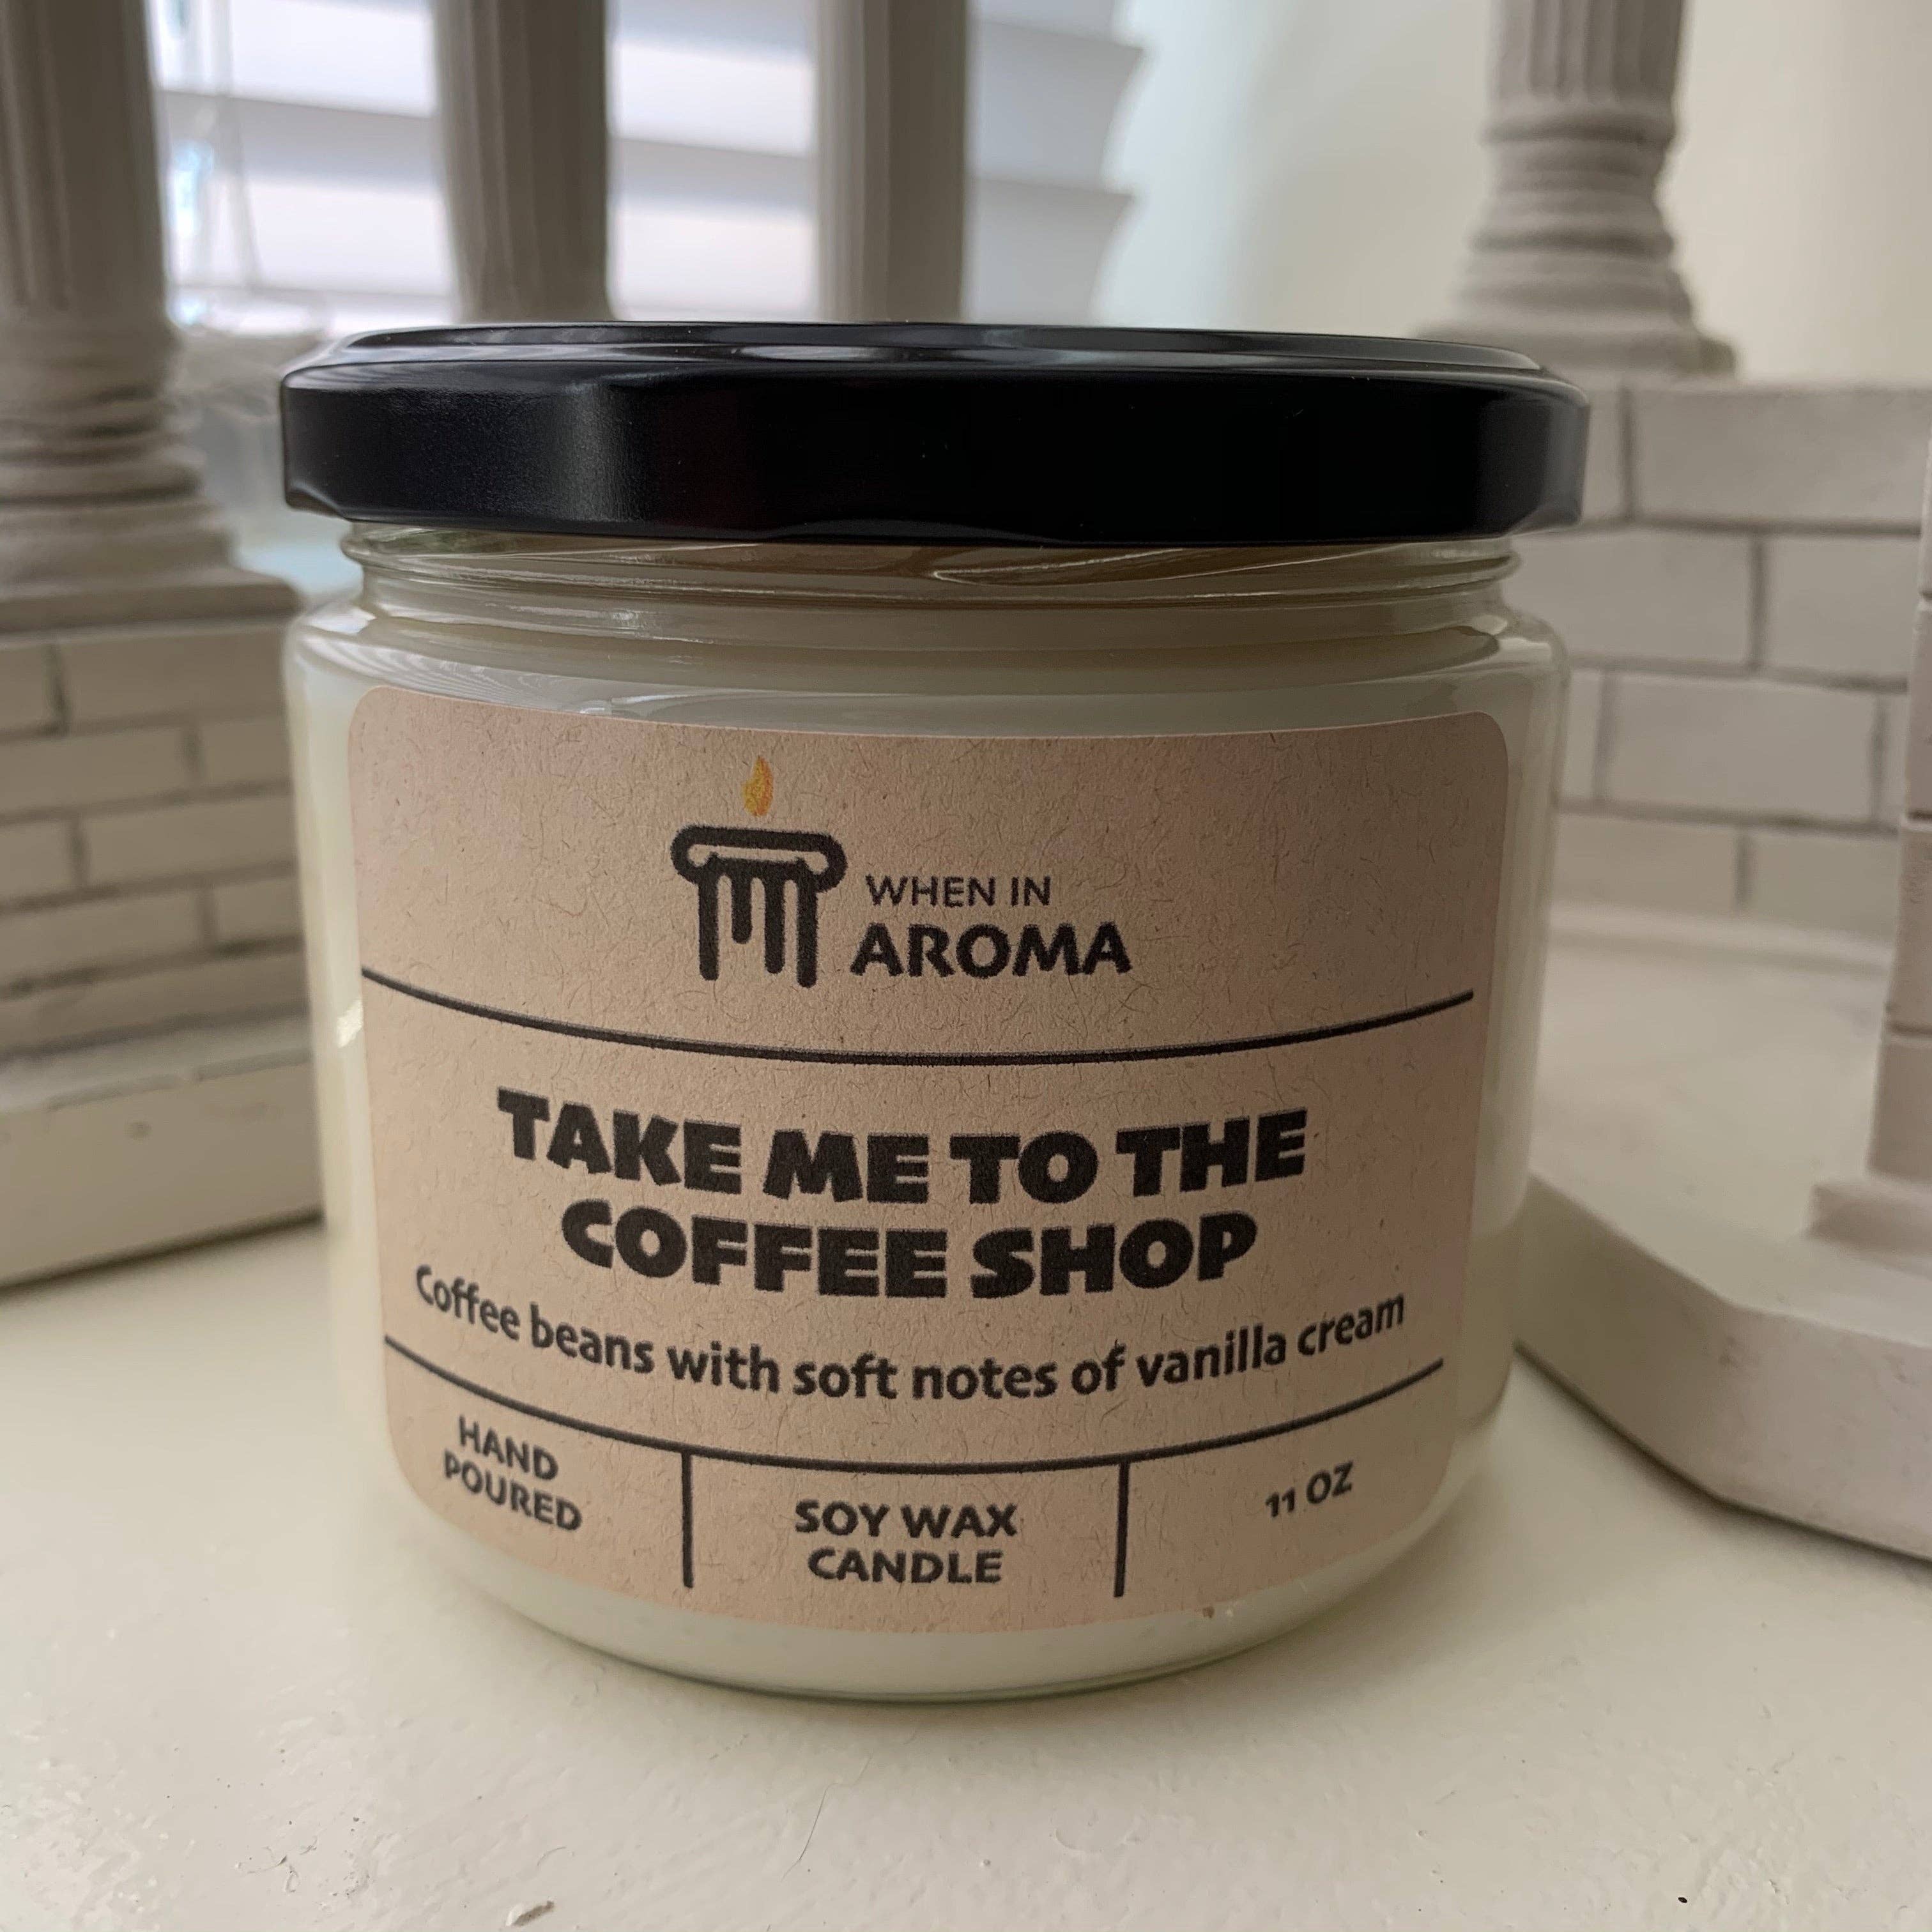 WHEN IN
AROMA
TAKE ME TO THE
COFFEE SHOP
Coffee beans with soft notes of vanilla cream
HAND
POURED
SOY WAX
CANDLE
11 OZ